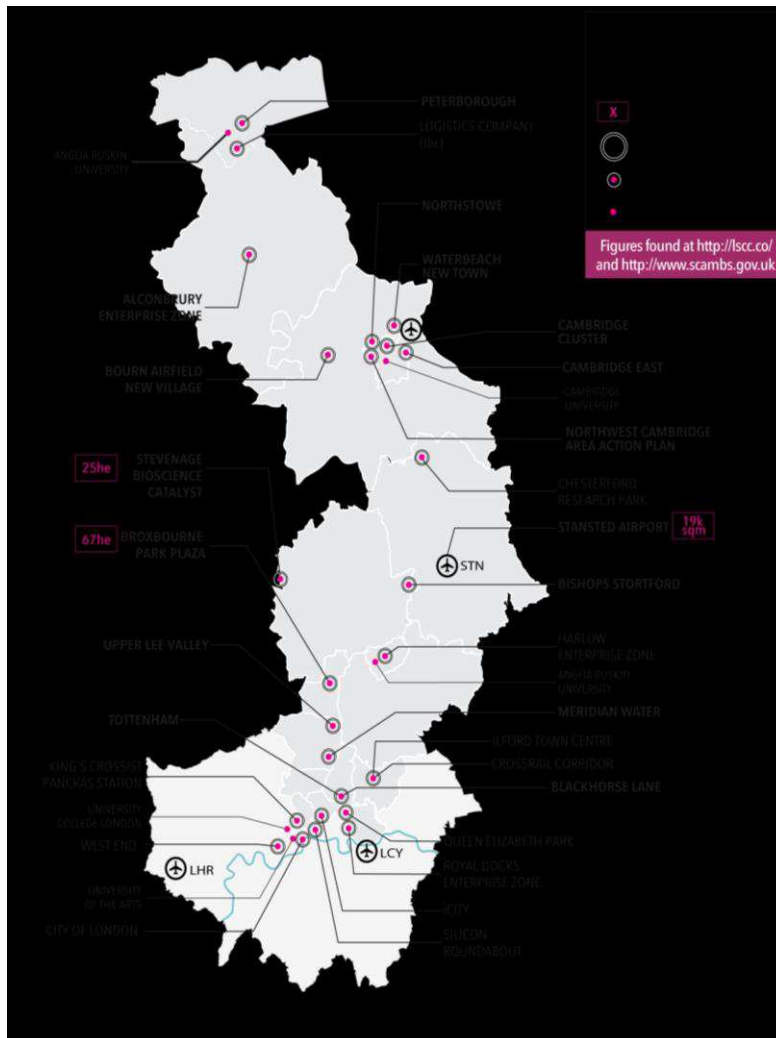 PETERBOROUGH
LOGISTICS COMPANY
(tbc)
ANGLIA RUSKIN
UNIVERSITY
X
NORTHSTOWE
Figures found at http://lscc.co/
and http://www.scambs.gov.uk
WATERBEACH
NEW TOWN
ALCONBURY
ENTERPRISE ZONE
CAMBRIDGE
CLUSTER
BOURN AIRFIELD
NEW VILLAGE
CAMBRIDGE EAST
CAMBRIDGE
UNIVERSITY
NORTHWEST CAMBRIDGE
AREA ACTION PLAN
25he
STEVENAGE
BIOSCIENCE
CATALYST
CHESTERFORD
RESEARCH PARK
67he
BROXBOURNE
PARK PLAZA
STANSTED AIRPORT
19k
sqm
STN
BISHOPS STORTFORD
UPPER LEE VALLEY
HARLOW
ENTERPRISE ZONE
ANGLIA RUSKIN
UNIVERSITY
MERIDIAN WATER
TOTTENHAM
ILFORD TOWN CENTRE
CROSSRAIL CORRIDOR
KING'S CROSS/ST
PANCRAS STATION
BLACKHORSE LANE
UNIVERSITY
COLLEGE LONDON
WEST END
QUEEN ELIZABETH PARK
LHR
LCY
ROYAL DOCKS
ENTERPRISE ZONE
UNIVERSITY
OF THE ARTS
ICITY
CITY OF LONDON
SILICON
ROUNDABOUT